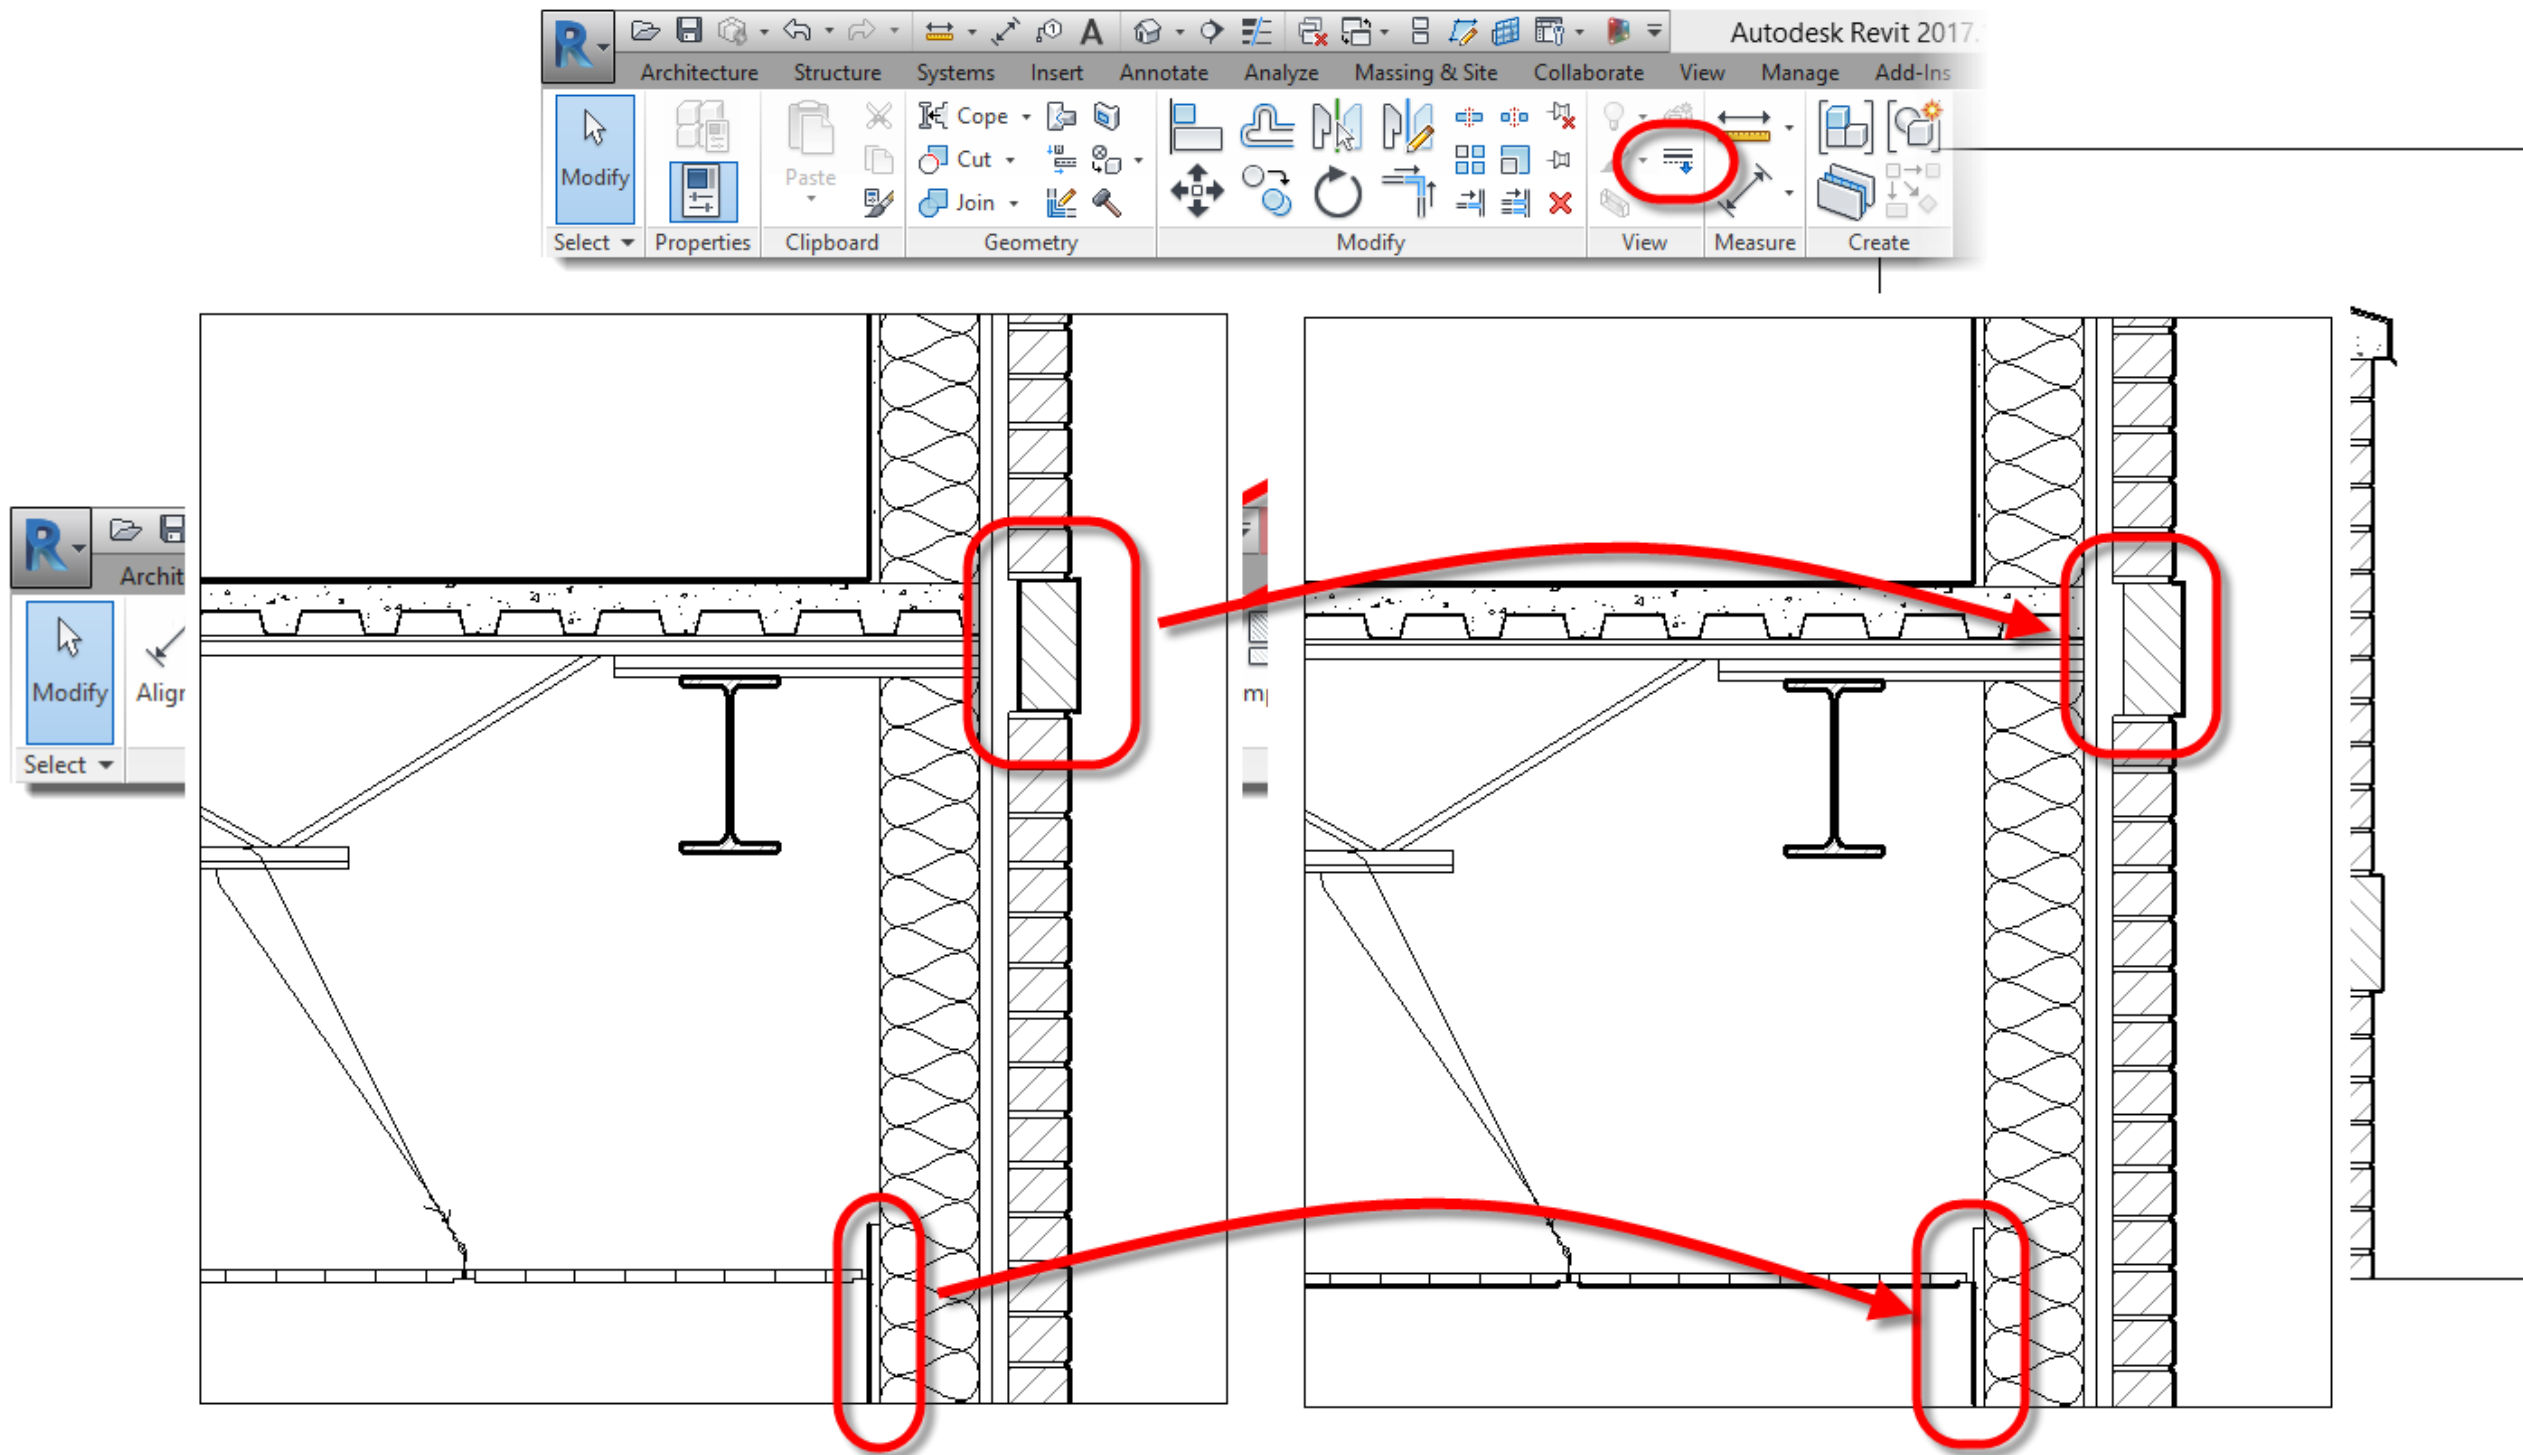 R Autodesk Revit 2017.
Architecture Structure Systems Insert Annotate Analyze Massing & Site Collaborate View Manage Add-Ins
Modify Paste Cope Cut Join
Select Properties Clipboard Geometry Modify View Measure Create
R
Archit
Modify Align
Select
mp